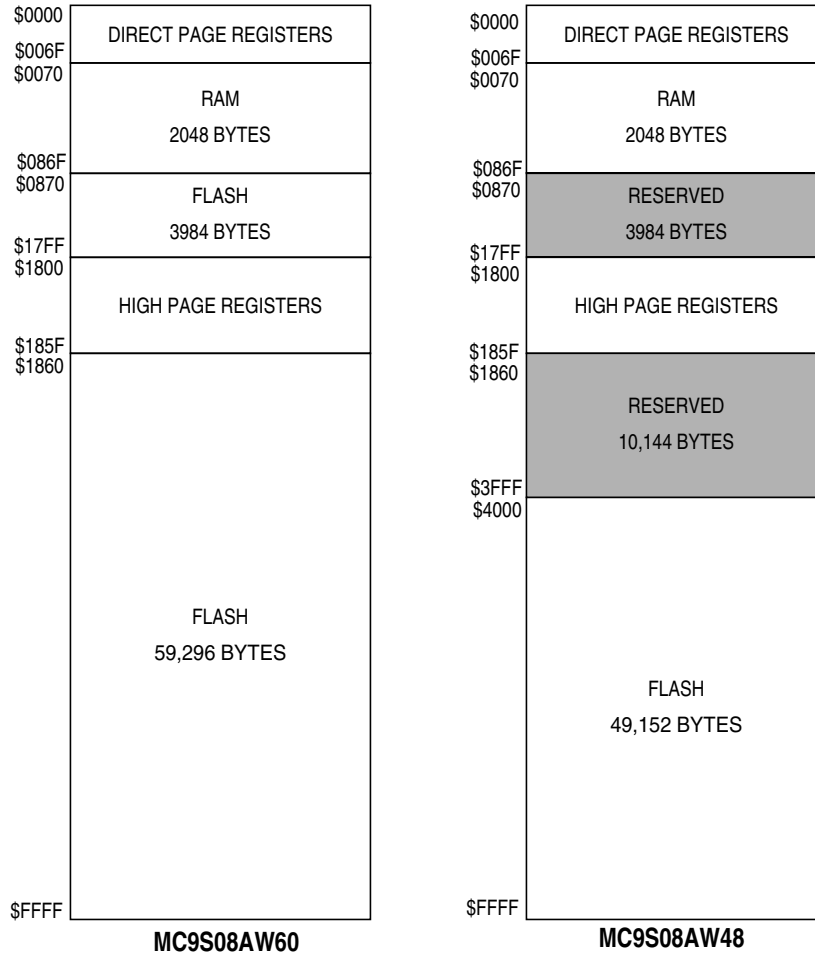 $0000
DIRECT PAGE REGISTERS
$006F
$0070
RAM
2048 BYTES
$086F
$0870
FLASH
3984 BYTES
$17FF
$1800
HIGH PAGE REGISTERS
$185F
$1860
FLASH
59,296 BYTES
$FFFF
MC9S08AW60
$0000
DIRECT PAGE REGISTERS
$006F
$0070
RAM
2048 BYTES
$086F
$0870
RESERVED
3984 BYTES
$17FF
$1800
HIGH PAGE REGISTERS
$185F
$1860
RESERVED
10,144 BYTES
$3FFF
$4000
FLASH
49,152 BYTES
$FFFF
MC9S08AW48